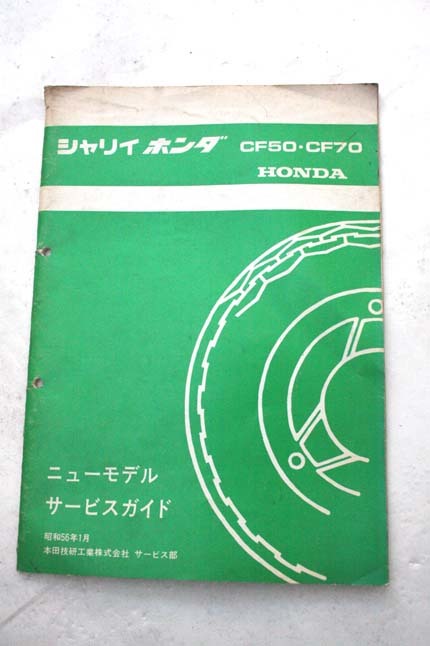 シャリイ ホンダ CF50・CF70
HONDA
ニューモデル
サービスガイド
昭和56年1月
本田技研工業株式会社 サービス部